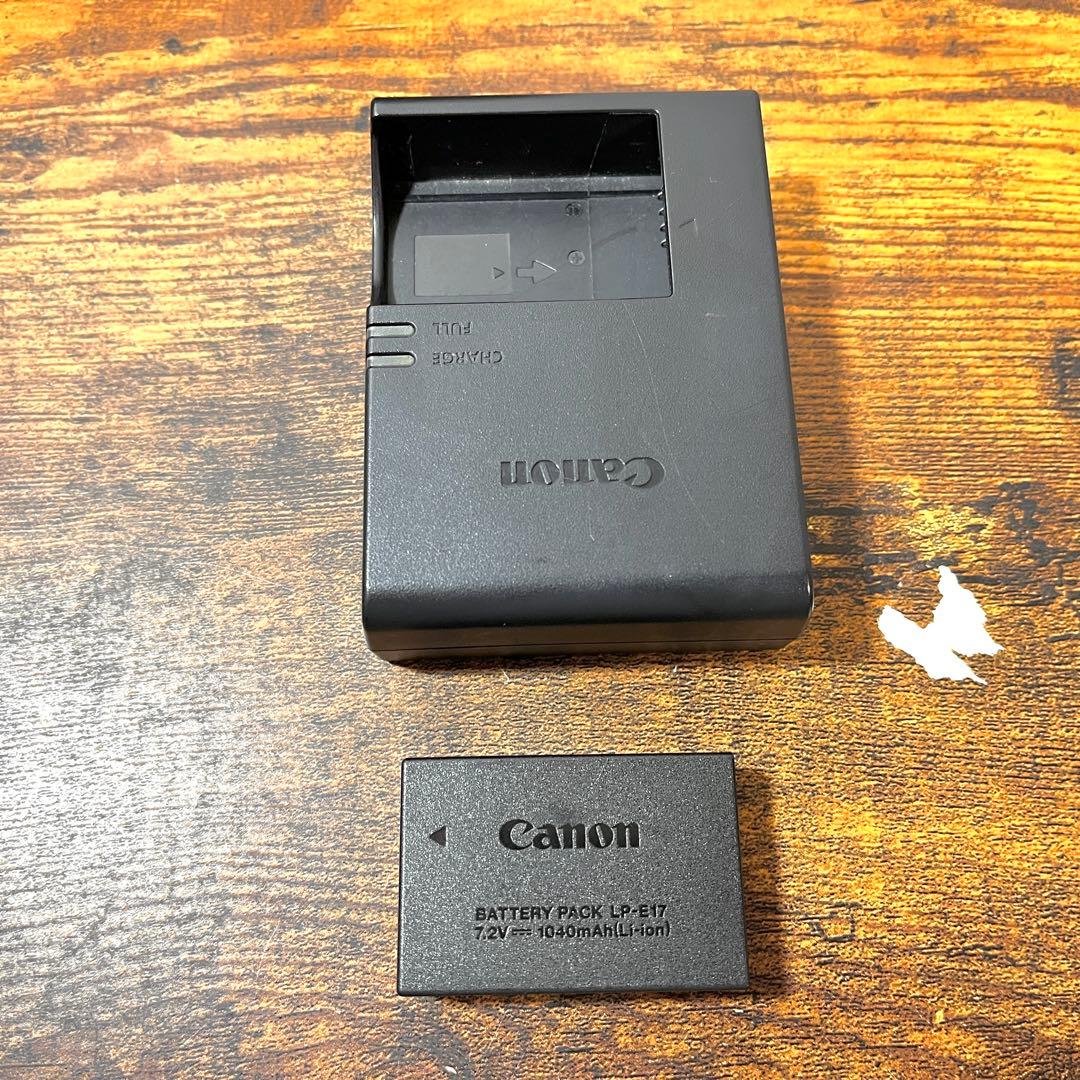 FULL
CHARGE
Canon
Canon
BATTERY PACK LP-E17
7.2V ⎓ 1040mAh(Li-ion)